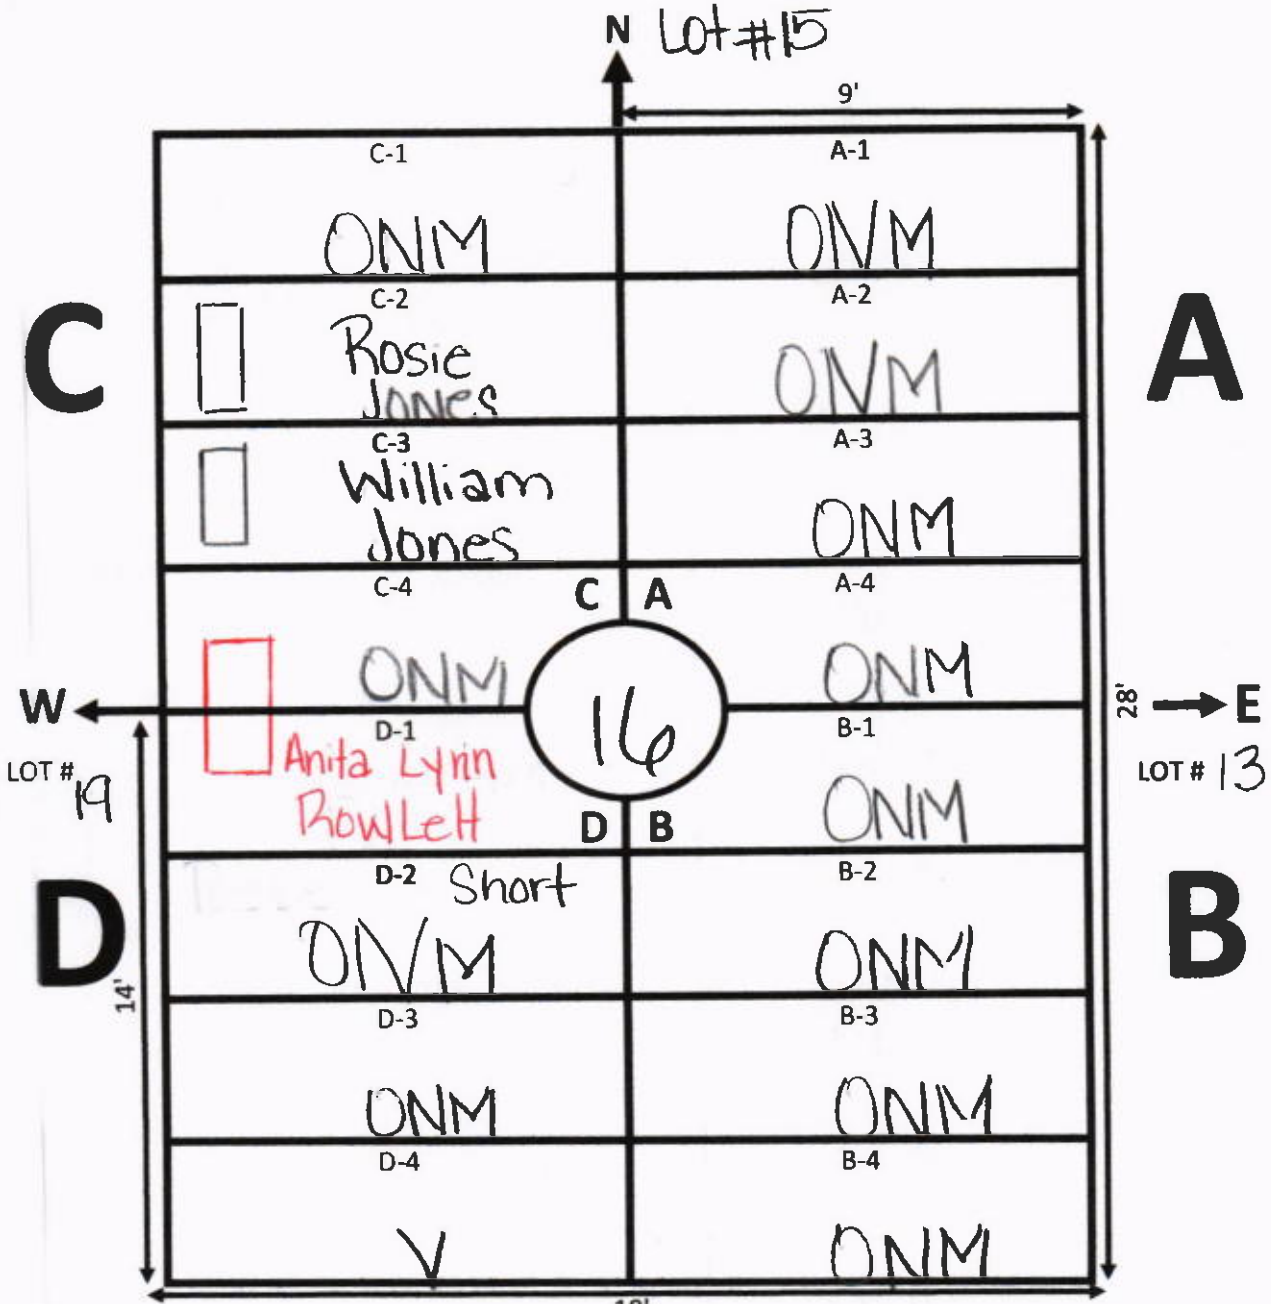 N Lot #15
9'
C-1
A-1
ONM
ONM
C
A
C-2
A-2
Rosie
Jones
ONM
C-3
A-3
William
Jones
ONM
C-4
A-4
C A
ONM
ONM
W
16
28'
E
D-1
B-1
LOT # 19
LOT # 13
Anita Lynn
Rowlett
ONM
D B
D-2 Short
B-2
D
B
ONM
ONM
14'
D-3
B-3
ONM
ONM
D-4
B-4
V
ONM